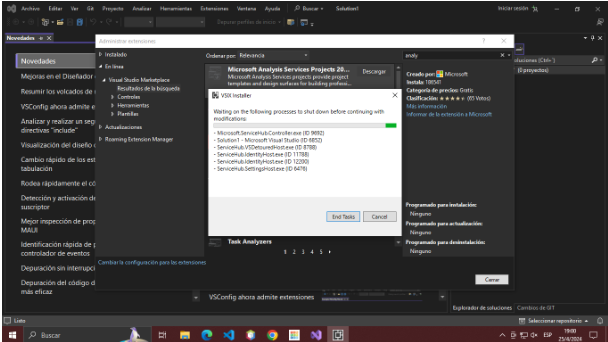 Archivo Editar Ver Git Proyecto Analizar Herramientas Extensiones Ventana Ayuda Buscar Solution1 Iniciar sesión
Depurar perfiles de inicio
Novedades
Administrar extensiones
Novedades
Mejoras en el Diseñador
Resumir los volcados de
VSConfig ahora admite e
Analizar y realizar un seg
directivas "include"
Visualización del diseño
Cambio rápido de los est
tabulación
Rodea rápidamente el có
Detección y activación de
suscriptor
Mejor inspección de prop
MAUI
Identificación rápida de p
controlador de eventos
Depuración sin interrupci
Depuración del código d
más eficaz
Instalado
En línea
Visual Studio Marketplace
Resultados de la búsqueda
Controles
Herramientas
Plantillas
Actualizaciones
Roaming Extension Manager
Cambiar la configuración para las extensiones
Ordenar por: Relevancia
Microsoft Analysis Services Projects 20...
Microsoft Analysis Services projects provide project
templates and design surfaces for building profesi...
Descargar
VSIX Installer
Waiting on the following processes to shut down before continuing with
modifications:
- Microsoft.ServiceHub.Controller.exe (ID 9692)
- Solution1 - Microsoft Visual Studio (ID 9852)
- ServiceHub.VSDetouredHost.exe (ID 8788)
- ServiceHub.IdentityHost.exe (ID 11788)
- ServiceHub.IdentityHost.exe (ID 12200)
- ServiceHub.SettingsHost.exe (ID 6476)
End Tasks Cancel
Task Analyzers
1 2 3 4 5
analy
Creado por: Microsoft
Instala: 186541
Categoría de precios: Gratis
Clasificación: (65 Votos)
Más información
Informar de la extensión a Microsoft
Programado para instalación:
Ninguno
Programado para actualización:
Ninguno
Programado para desinstalación:
Ninguno
Cerrar
oluciones (Ctrl+')
(0 proyectos)
VSConfig ahora admite extensiones
Explorador de soluciones Cambios de GIT
Listo
Seleccionar repositorio
Buscar
ESP
19:00
25/4/2024